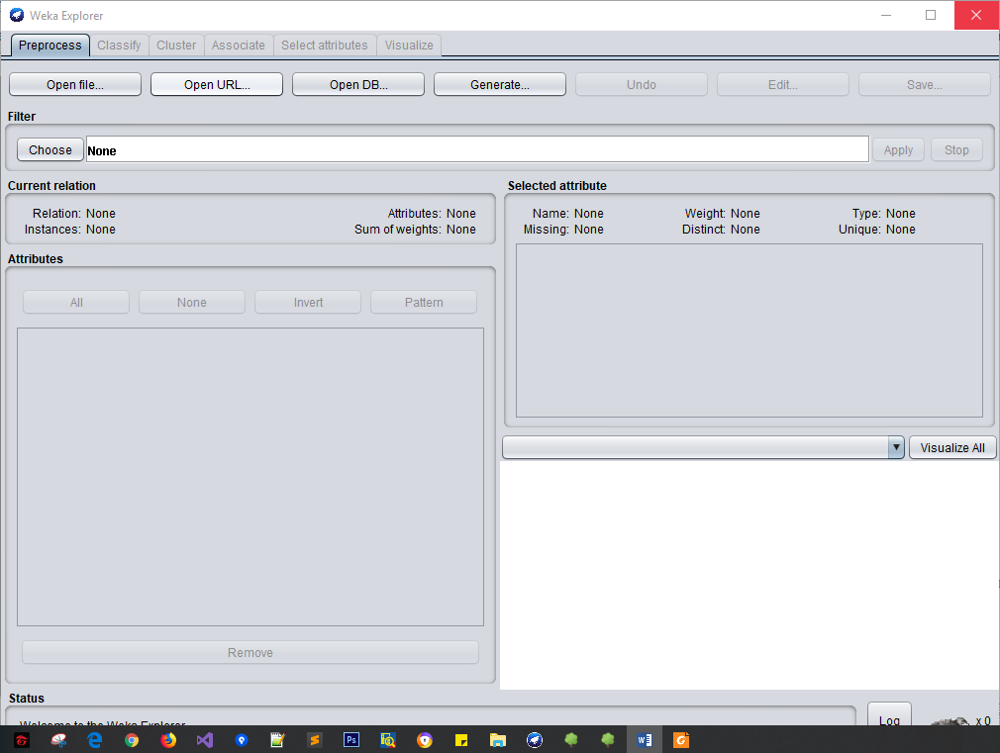 Weka Explorer
Preprocess Classify Cluster Associate Select attributes Visualize
Open file... Open URL... Open DB... Generate... Undo Edit... Save...
Filter
Choose None Apply Stop
Current relation
Relation: None Attributes: None
Instances: None Sum of weights: None
Selected attribute
Name: None Weight: None Type: None
Missing: None Distinct: None Unique: None
Attributes
All None Invert Pattern
Visualize All
Remove
Status
Welcome to the Weka Explorer
Log x 0
Ps